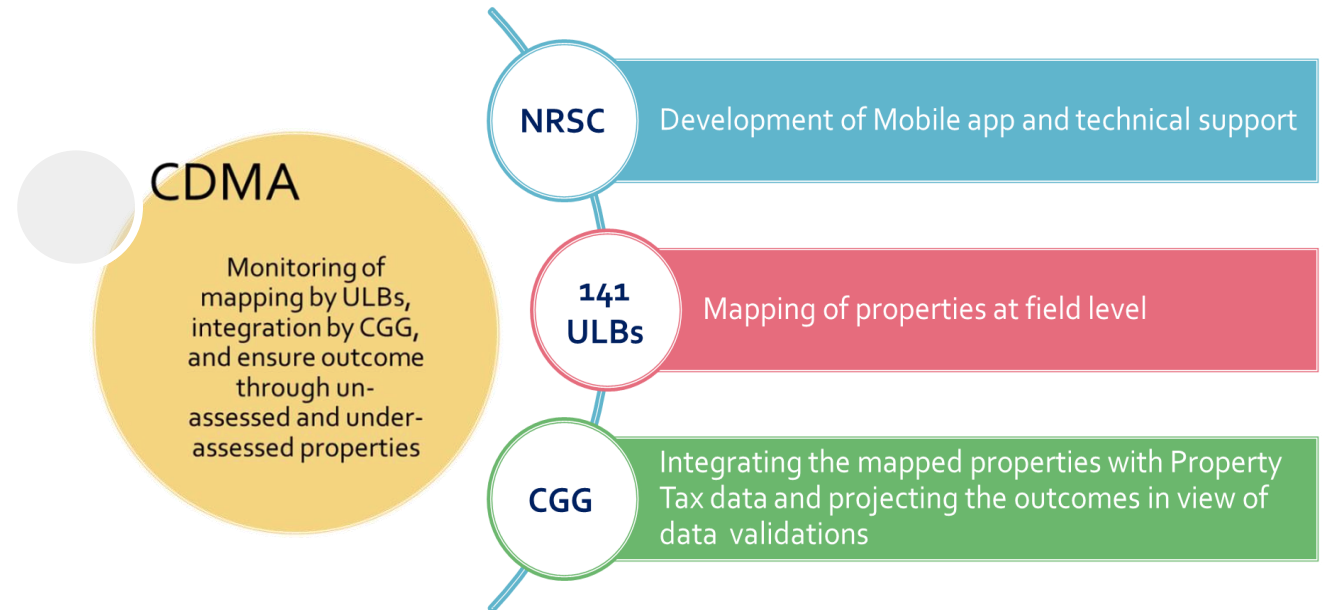 CDMA
Monitoring of
mapping by ULBs,
integration by CGG,
and ensure outcome
through un-
assessed and under-
assessed properties
NRSC
Development of Mobile app and technical support
141
ULBs
Mapping of properties at field level
CGG
Integrating the mapped properties with Property
Tax data and projecting the outcomes in view of
data validations